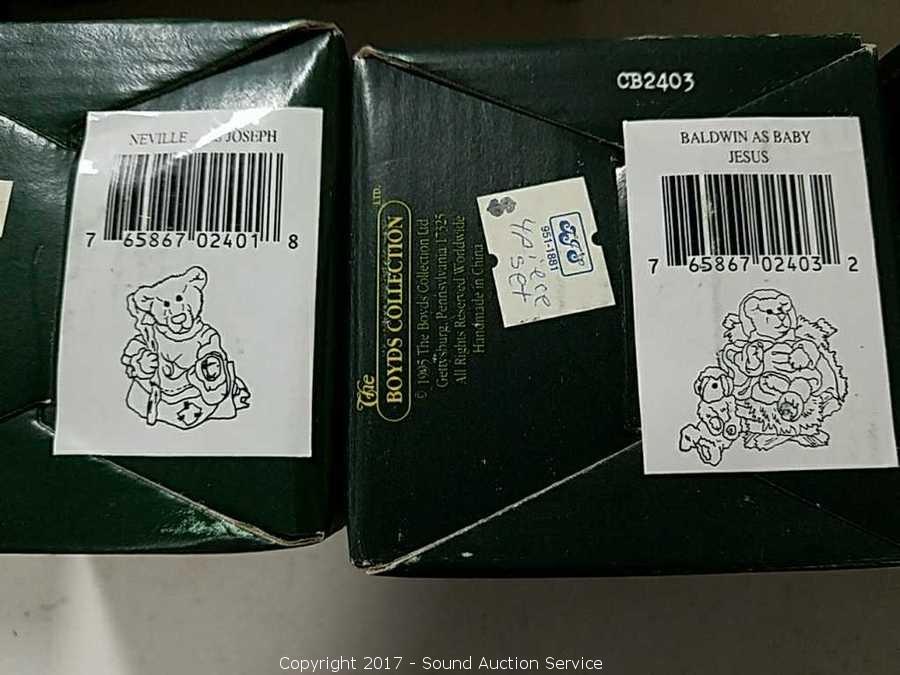 NEVILLE AS JOSEPH
7 65867 02401 8
CB2403
The
BOYDS COLLECTION LTD.
© 1995 The Boyds Collection Ltd
Gettysburg, Pennsylvania 17325
All Rights Reserved Worldwide
Handmade in China
951-1881
4 piece
set
BALDWIN AS BABY
JESUS
7 65867 02403 2
Copyright 2017 - Sound Auction Service